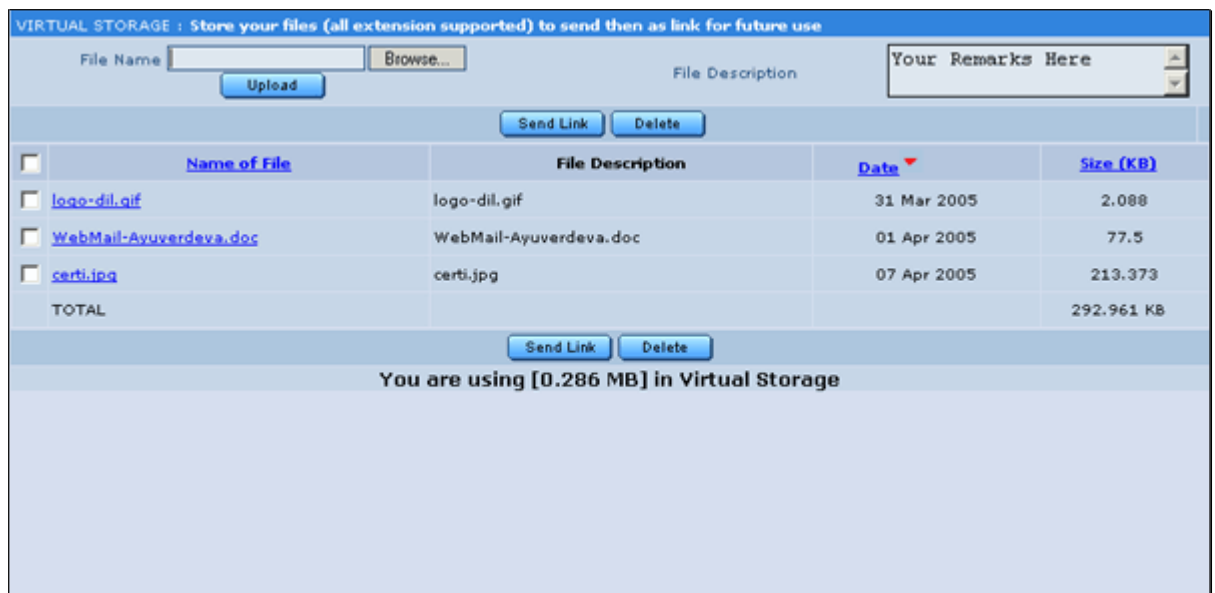 VIRTUAL STORAGE : Store your files (all extension supported) to send then as link for future use
File Name Browse... File Description Your Remarks Here
Upload
Send Link Delete
Name of File File Description Date Size (KB)
logo-dil.gif logo-dil.gif 31 Mar 2005 2.088
WebMail-Ayuverdeva.doc WebMail-Ayuverdeva.doc 01 Apr 2005 77.5
certi.jpg certi.jpg 07 Apr 2005 213.373
TOTAL 292.961 KB
Send Link Delete
You are using [0.286 MB] in Virtual Storage